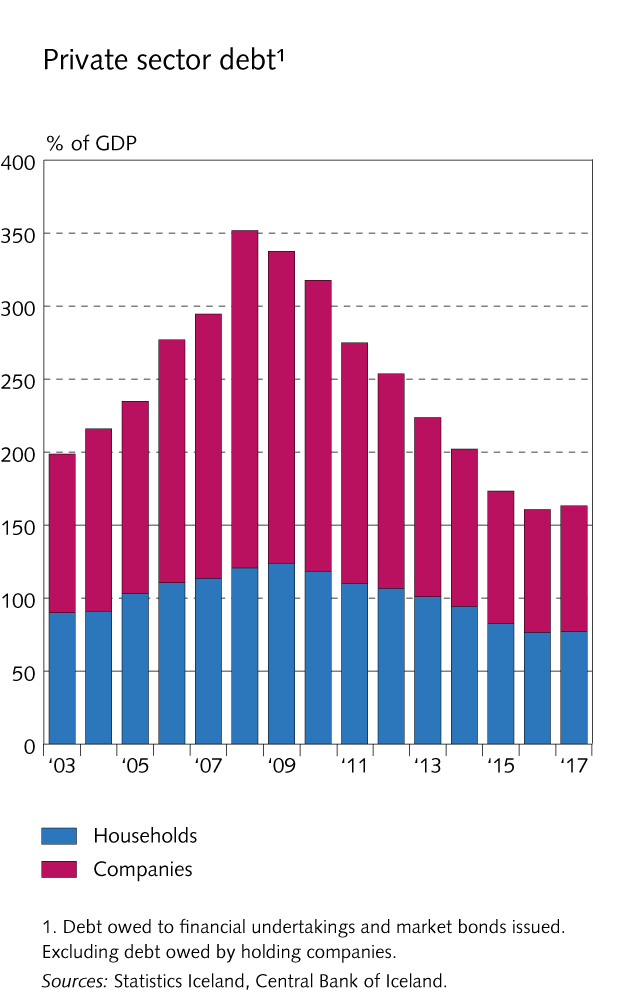 Private sector debt¹
% of GDP
400
350
300
250
200
150
100
50
0
‘03 ‘05 ‘07 ‘09 ‘11 ‘13 ‘15 ‘17
Households
Companies
1. Debt owed to financial undertakings and market bonds issued.
Excluding debt owed by holding companies.
Sources: Statistics Iceland, Central Bank of Iceland.